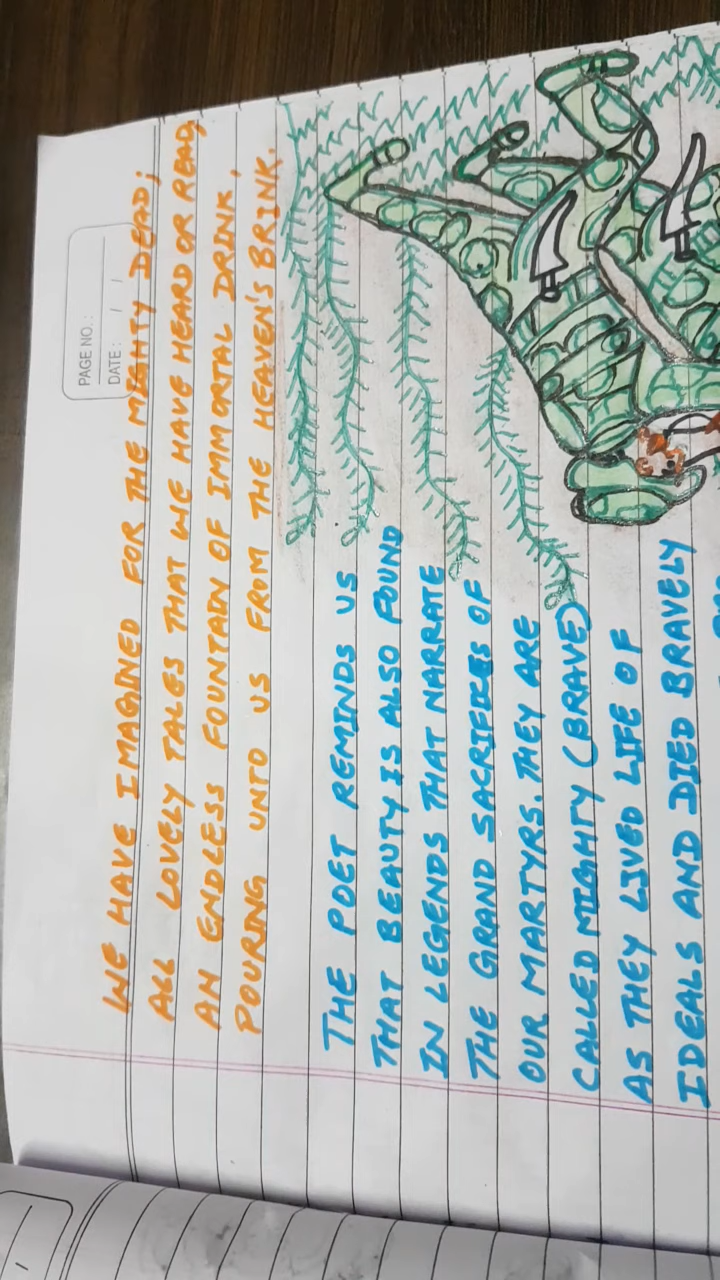 PAGE NO.:
DATE: / /
WE HAVE IMAGINED FOR THE MIGHTY DEAD;
ALL LOVELY TALES THAT WE HAVE HEARD OR READ,
AN ENDLESS FOUNTAIN OF IMMORTAL DRINK,
POURING UNTO US FROM THE HEAVEN'S BRINK.
THE POET REMINDS US
THAT BEAUTY IS ALSO FOUND
IN LEGENDS THAT NARRATE
THE GRAND SACRIFICES OF
OUR MARTYRS. THEY ARE
CALLED MIGHTY (BRAVE)
AS THEY LIVED LIFE OF
IDEALS AND DIED BRAVELY